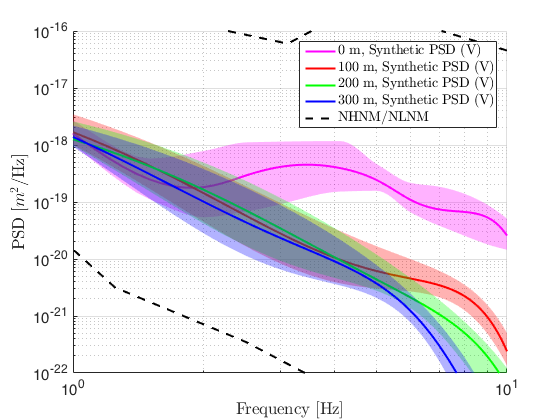 10^-16
10^-17
10^-18
10^-19
10^-20
10^-21
10^-22
PSD [m^2/Hz]
0 m, Synthetic PSD (V)
100 m, Synthetic PSD (V)
200 m, Synthetic PSD (V)
300 m, Synthetic PSD (V)
NHNM/NLNM
10^0
10^1
Frequency [Hz]